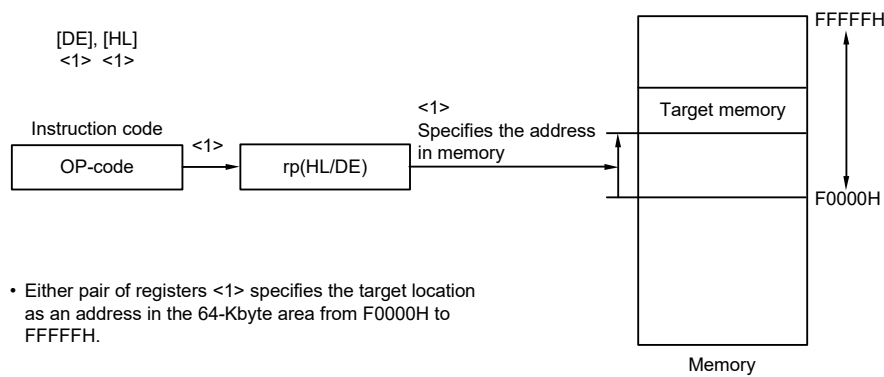 [DE], [HL]
<1> <1>
Instruction code
OP-code
<1>
rp(HL/DE)
<1>
Specifies the address
in memory
FFFFFH
Target memory
F0000H
Memory
• Either pair of registers <1> specifies the target location
as an address in the 64-Kbyte area from F0000H to
FFFFFH.